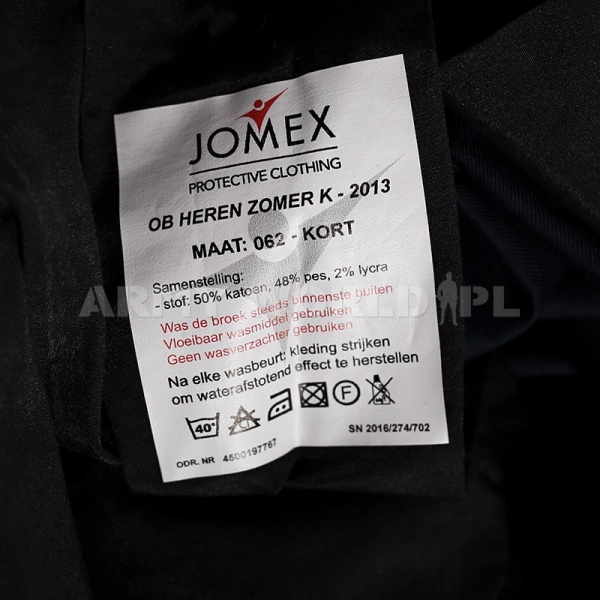 JOMEX
PROTECTIVE CLOTHING
OB HEREN ZOMER K - 2013
MAAT: 062 - KORT
Samenstelling:
- stof: 50% katoan, 48% pes, 2% lycra
Was de broek steeds binnenste buiten
Vloeibaar wasmiddel gebruiken
Geen wasverzachter gebruiken
Na elke wasbeurt: kleding strijken
om waterafstotend effect te herstellen
40°
F
SN 2016/274/702
ODR. NR 4500197767